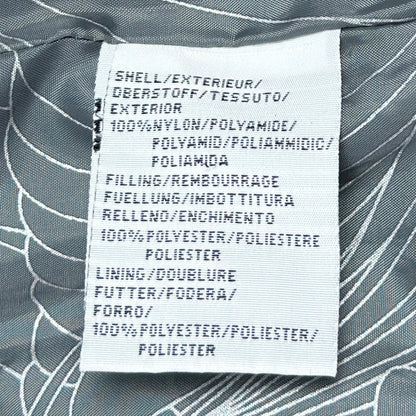 SHELL/EXTERIEUR/
OBERSTOFF/TESSUTO/
EXTERIOR
100%NYLON/POLYAMIDE/
POLYAMID/POLIAMMIDIC/
POLIAMIDA
FILLING/REMBOURRAGE
FUELLUNG/IMBOTTITURA
RELLENO/ENCHIMENTO
100%POLYESTER/POLIESTERE
POLIESTER
LINING/DOUBLURE
FUTTER/FODERA/
FORRO/
100%POLYESTER/POLIESTER/
POLIESTER